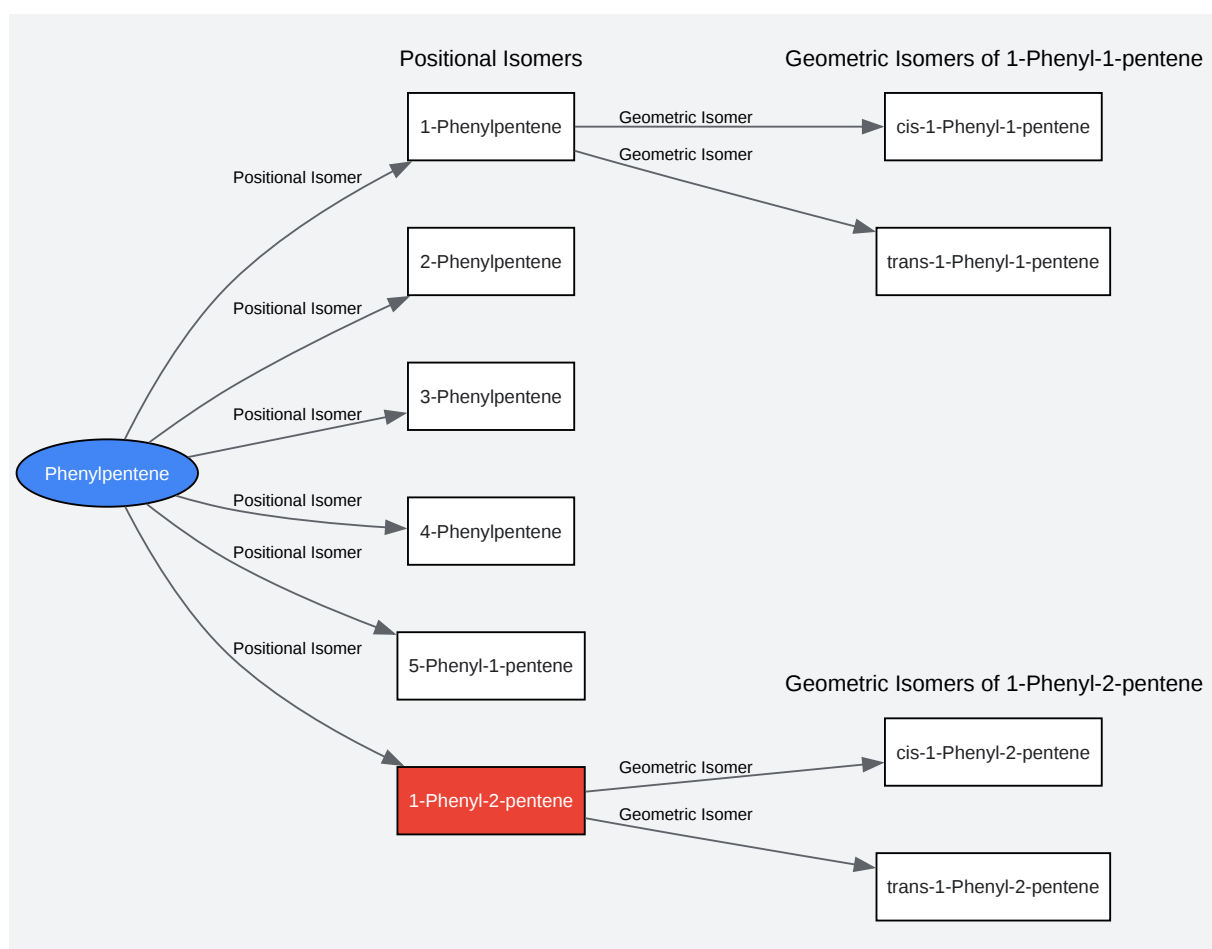 Positional Isomers
Geometric Isomers of 1-Phenyl-1-pentene
1-Phenylpentene
Geometric Isomer
cis-1-Phenyl-1-pentene
Geometric Isomer
Positional Isomer
2-Phenylpentene
trans-1-Phenyl-1-pentene
Positional Isomer
3-Phenylpentene
Positional Isomer
Phenylpentene
Positional Isomer
4-Phenylpentene
Positional Isomer
Positional Isomer
5-Phenyl-1-pentene
Geometric Isomers of 1-Phenyl-2-pentene
cis-1-Phenyl-2-pentene
Geometric Isomer
1-Phenyl-2-pentene
Geometric Isomer
trans-1-Phenyl-2-pentene